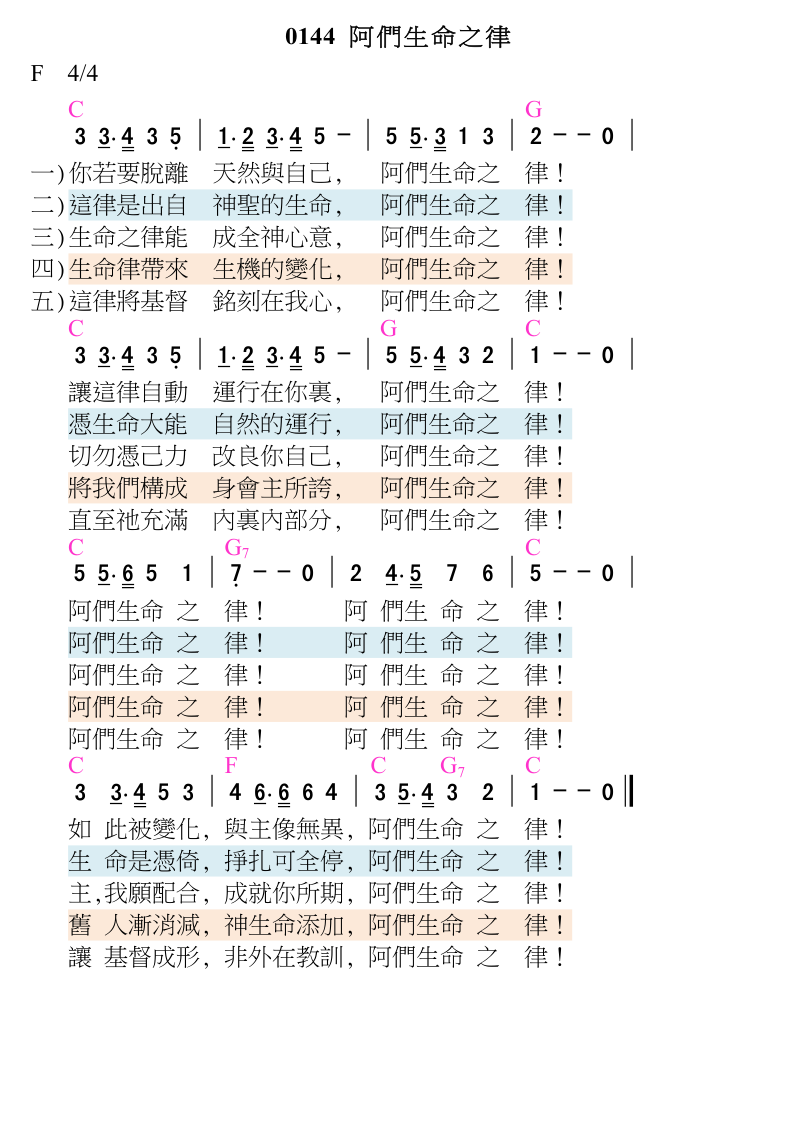 0144 阿們生命之律
F 4/4
C G
3 3·4 3 5̣ | 1·2 3·4 5 － | 5 5·3 1 3 | 2 － － 0 |
一)你若要脫離 天然與自己, 阿們生命之 律！
二)這律是出自 神聖的生命, 阿們生命之 律！
三)生命之律能 成全神心意, 阿們生命之 律！
四)生命律帶來 生機的變化, 阿們生命之 律！
五)這律將基督 銘刻在我心, 阿們生命之 律！
C G C
3 3·4 3 5̣ | 1·2 3·4 5 － | 5 5·4 3 2 | 1 － － 0 |
讓這律自動 運行在你裏, 阿們生命之 律！
憑生命大能 自然的運行, 阿們生命之 律！
切勿憑己力 改良你自己, 阿們生命之 律！
將我們構成 身會主所誇, 阿們生命之 律！
直至祂充滿 內裏內部分, 阿們生命之 律！
C G7 C
5 5·6 5 1 | 7̣ － － 0 | 2 4·5 7 6 | 5 － － 0 |
阿們生命 之 律！ 阿 們生 命 之 律！
阿們生命 之 律！ 阿 們生 命 之 律！
阿們生命 之 律！ 阿 們生 命 之 律！
阿們生命 之 律！ 阿 們生 命 之 律！
阿們生命 之 律！ 阿 們生 命 之 律！
C F C G7 C
3 3·4 5 3 | 4 6·6 6 4 | 3 5·4 3 2 | 1 － － 0 ‖
如 此被變化, 與主像無異, 阿們生命 之 律！
生 命是憑倚, 掙扎可全停, 阿們生命 之 律！
主,我願配合, 成就你所期, 阿們生命 之 律！
舊 人漸消減, 神生命添加, 阿們生命 之 律！
讓 基督成形, 非外在教訓, 阿們生命 之 律！